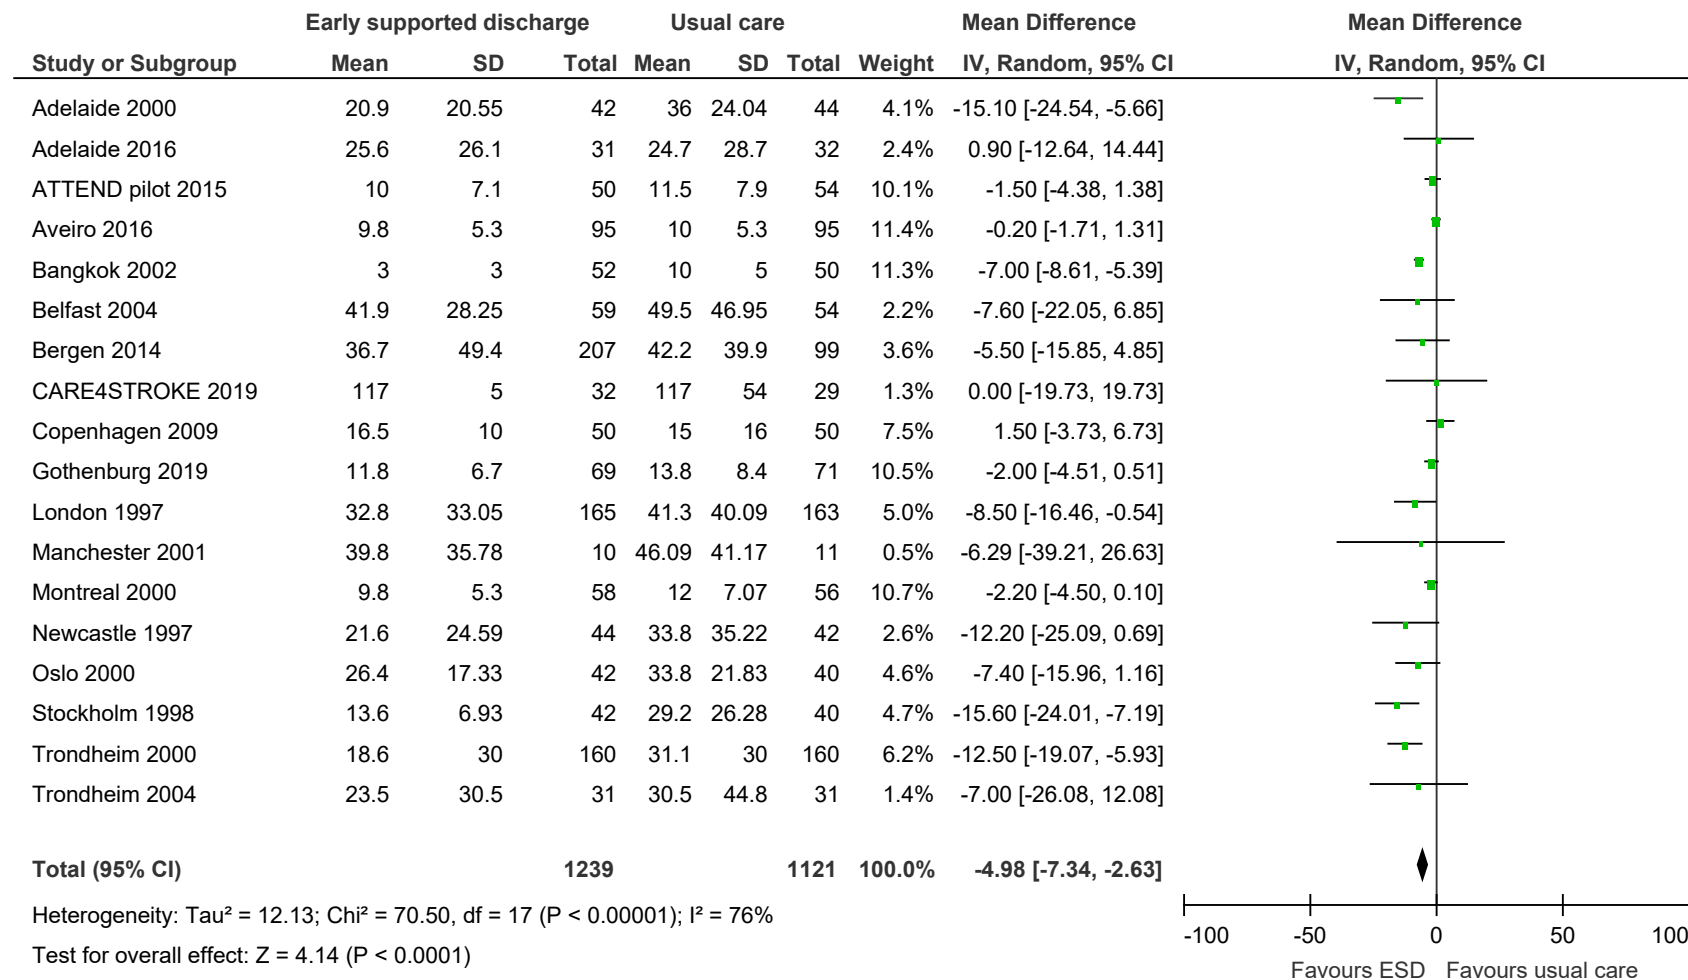 Early supported discharge Usual care Mean Difference Mean Difference
Study or Subgroup Mean SD Total Mean SD Total Weight IV, Random, 95% CI IV, Random, 95% CI
Adelaide 2000 20.9 20.55 42 36 24.04 44 4.1% -15.10 [-24.54, -5.66]
Adelaide 2016 25.6 26.1 31 24.7 28.7 32 2.4% 0.90 [-12.64, 14.44]
ATTEND pilot 2015 10 7.1 50 11.5 7.9 54 10.1% -1.50 [-4.38, 1.38]
Aveiro 2016 9.8 5.3 95 10 5.3 95 11.4% -0.20 [-1.71, 1.31]
Bangkok 2002 3 3 52 10 5 50 11.3% -7.00 [-8.61, -5.39]
Belfast 2004 41.9 28.25 59 49.5 46.95 54 2.2% -7.60 [-22.05, 6.85]
Bergen 2014 36.7 49.4 207 42.2 39.9 99 3.6% -5.50 [-15.85, 4.85]
CARE4STROKE 2019 117 5 32 117 54 29 1.3% 0.00 [-19.73, 19.73]
Copenhagen 2009 16.5 10 50 15 16 50 7.5% 1.50 [-3.73, 6.73]
Gothenburg 2019 11.8 6.7 69 13.8 8.4 71 10.5% -2.00 [-4.51, 0.51]
London 1997 32.8 33.05 165 41.3 40.09 163 5.0% -8.50 [-16.46, -0.54]
Manchester 2001 39.8 35.78 10 46.09 41.17 11 0.5% -6.29 [-39.21, 26.63]
Montreal 2000 9.8 5.3 58 12 7.07 56 10.7% -2.20 [-4.50, 0.10]
Newcastle 1997 21.6 24.59 44 33.8 35.22 42 2.6% -12.20 [-25.09, 0.69]
Oslo 2000 26.4 17.33 42 33.8 21.83 40 4.6% -7.40 [-15.96, 1.16]
Stockholm 1998 13.6 6.93 42 29.2 26.28 40 4.7% -15.60 [-24.01, -7.19]
Trondheim 2000 18.6 30 160 31.1 30 160 6.2% -12.50 [-19.07, -5.93]
Trondheim 2004 23.5 30.5 31 30.5 44.8 31 1.4% -7.00 [-26.08, 12.08]
Total (95% CI) 1239 1121 100.0% -4.98 [-7.34, -2.63]
Heterogeneity: Tau² = 12.13; Chi² = 70.50, df = 17 (P < 0.00001); I² = 76%
Test for overall effect: Z = 4.14 (P < 0.0001)
-100 -50 0 50 100
Favours ESD Favours usual care